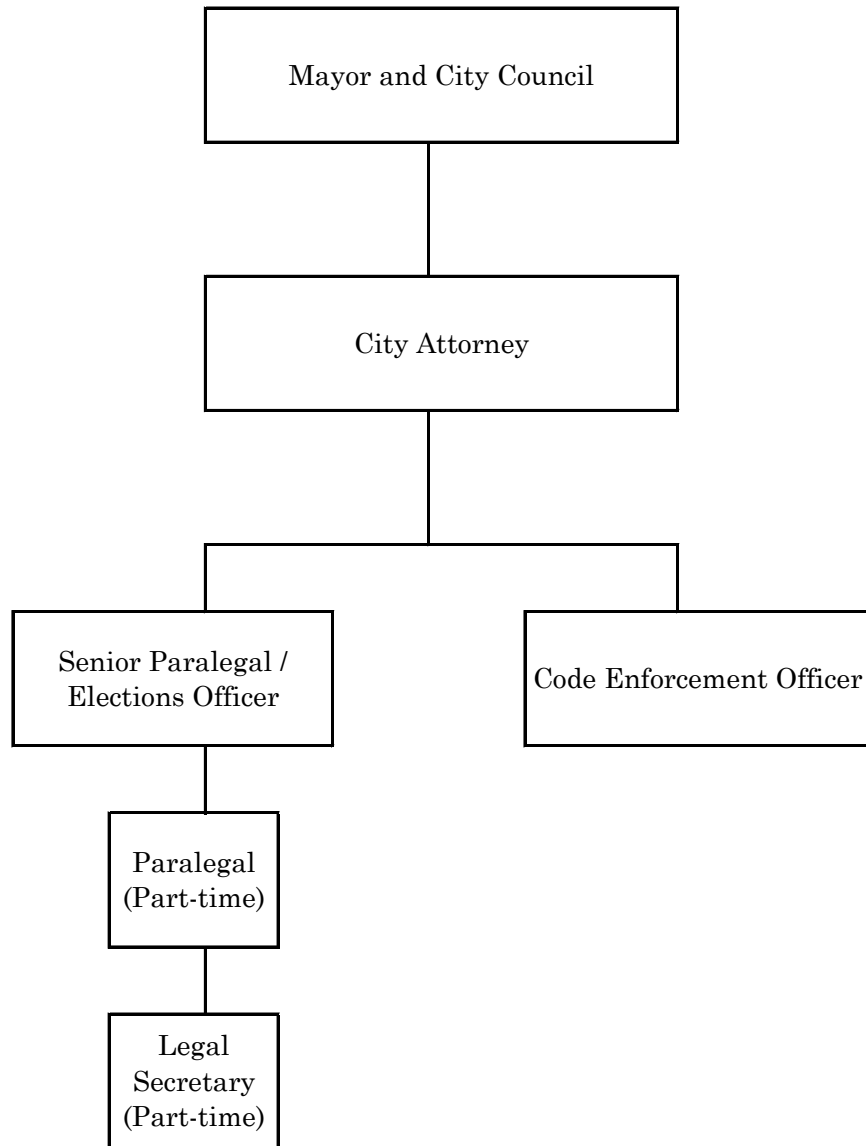 Mayor and City Council
City Attorney
Senior Paralegal /
Elections Officer
Code Enforcement Officer
Paralegal
(Part-time)
Legal
Secretary
(Part-time)